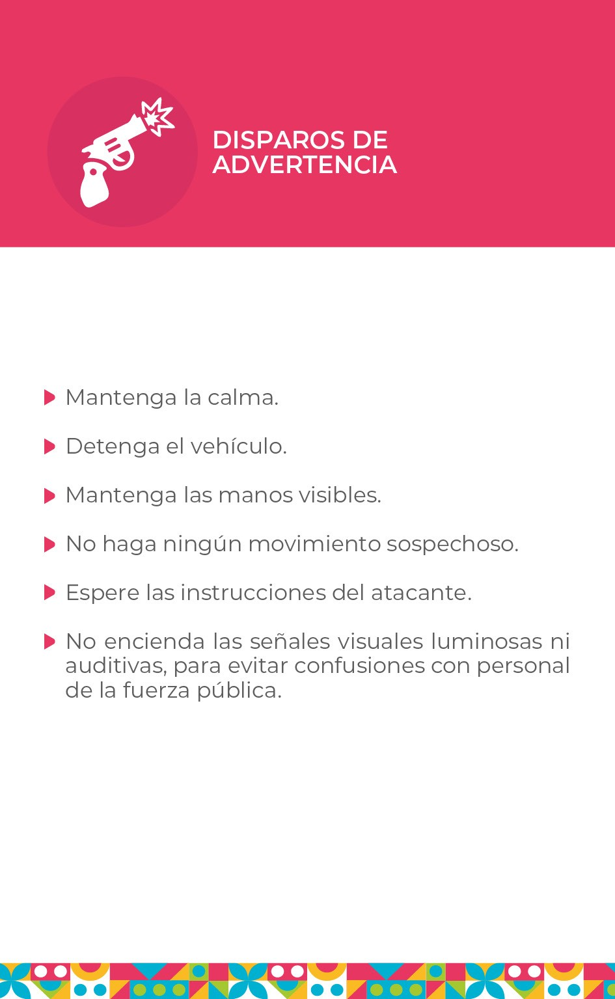 DISPAROS DE
ADVERTENCIA
Mantenga la calma.
Detenga el vehículo.
Mantenga las manos visibles.
No haga ningún movimiento sospechoso.
Espere las instrucciones del atacante.
No encienda las señales visuales luminosas ni
auditivas, para evitar confusiones con personal
de la fuerza pública.